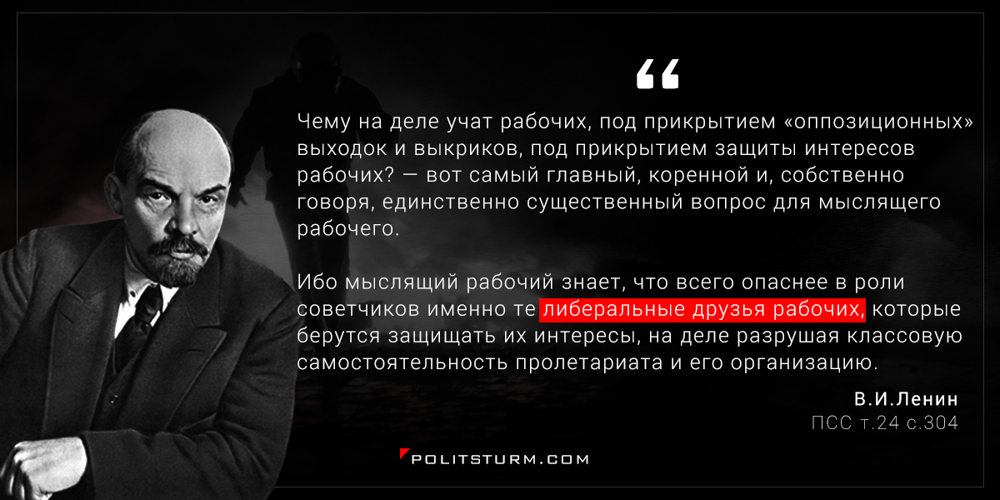 “
Чему на деле учат рабочих, под прикрытием «оппозиционных»
выходок и выкриков, под прикрытием защиты интересов
рабочих? — вот самый главный, коренной и, собственно
говоря, единственно существенный вопрос для мыслящего
рабочего.
Ибо мыслящий рабочий знает, что всего опаснее в роли
советчиков именно те либеральные друзья рабочих, которые
берутся защищать их интересы, на деле разрушая классовую
самостоятельность пролетариата и его организацию.
В.И.Ленин
ПСС т.24 с.304
POLITSTURM.COM